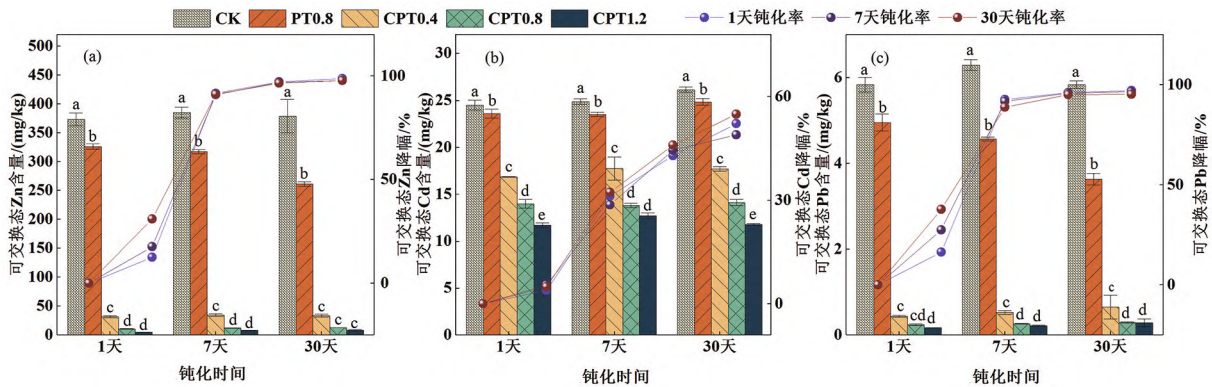 CK PT0.8 CPT0.4 CPT0.8 CPT1.2 1天钝化率 7天钝化率 30天钝化率
(a)
可交换态Zn含量/(mg/kg)
500
450
400
350
300
250
200
150
100
50
0
a b c d d
a b c d d
a b c c c
1天 7天 30天
钝化时间
100
50
0
可交换态Zn降幅/%
(b)
可交换态Cd含量/(mg/kg)
30
25
20
15
10
5
0
a b c d e
a b c d d
a b c d e
1天 7天 30天
钝化时间
60
30
0
可交换态Cd降幅/%
(c)
可交换态Pb含量/(mg/kg)
6
4
2
0
a b c cd d
a b c d d
a b c d d
1天 7天 30天
钝化时间
100
50
0
可交换态Pb降幅/%